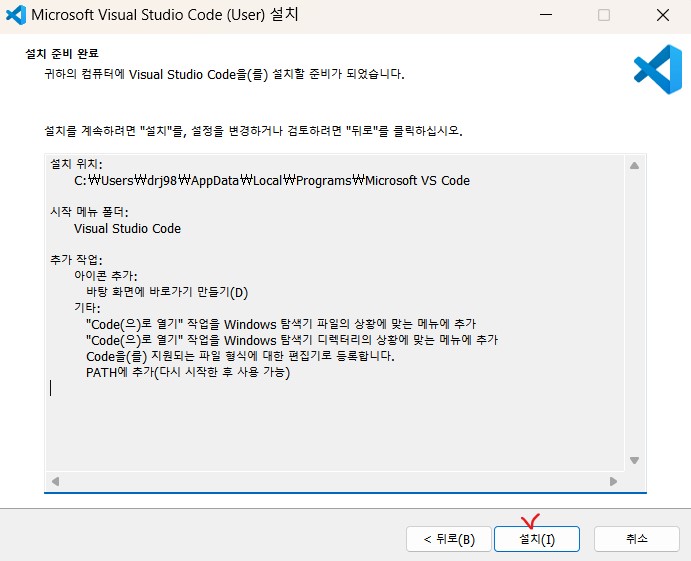 Microsoft Visual Studio Code (User) 설치
설치 준비 완료
귀하의 컴퓨터에 Visual Studio Code을(를) 설치할 준비가 되었습니다.
설치를 계속하려면 "설치"를, 설정을 변경하거나 검토하려면 "뒤로"를 클릭하십시오.
설치 위치:
C:₩Users₩drj98₩AppData₩Local₩Programs₩Microsoft VS Code
시작 메뉴 폴더:
Visual Studio Code
추가 작업:
아이콘 추가:
바탕 화면에 바로가기 만들기(D)
기타:
"Code(으)로 열기" 작업을 Windows 탐색기 파일의 상황에 맞는 메뉴에 추가
"Code(으)로 열기" 작업을 Windows 탐색기 디렉터리의 상황에 맞는 메뉴에 추가
Code을(를) 지원되는 파일 형식에 대한 편집기로 등록합니다.
PATH에 추가(다시 시작한 후 사용 가능)
< 뒤로(B) 설치(I) 취소